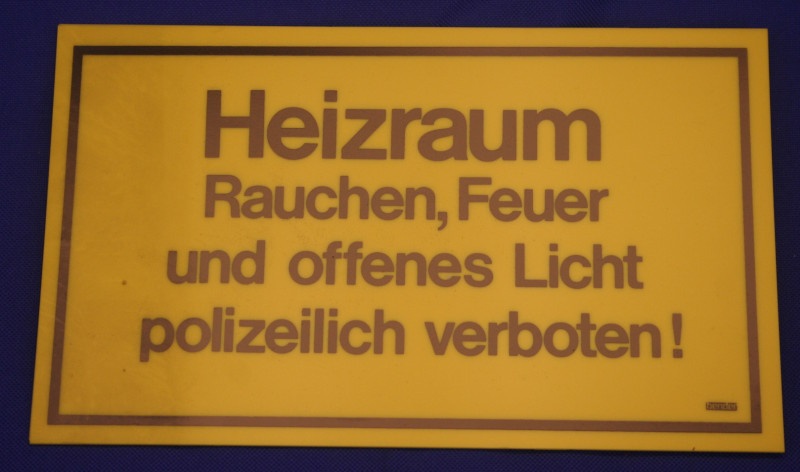 Heizraum
Rauchen, Feuer
und offenes Licht
polizeilich verboten!